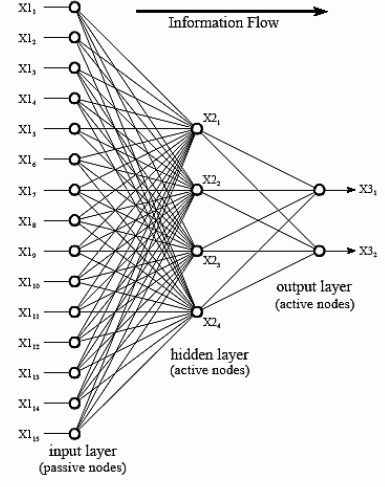 X1₁
Information Flow
X1₂
X1₃
X1₄
X1₅
X1₆
X1₇
X1₈
X1₉
X1₁₀
X1₁₁
X1₁₂
X1₁₃
X1₁₄
X1₁₅
input layer
(passive nodes)
X2₁
X2₂
X2₃
X2₄
hidden layer
(active nodes)
X3₁
X3₂
output layer
(active nodes)